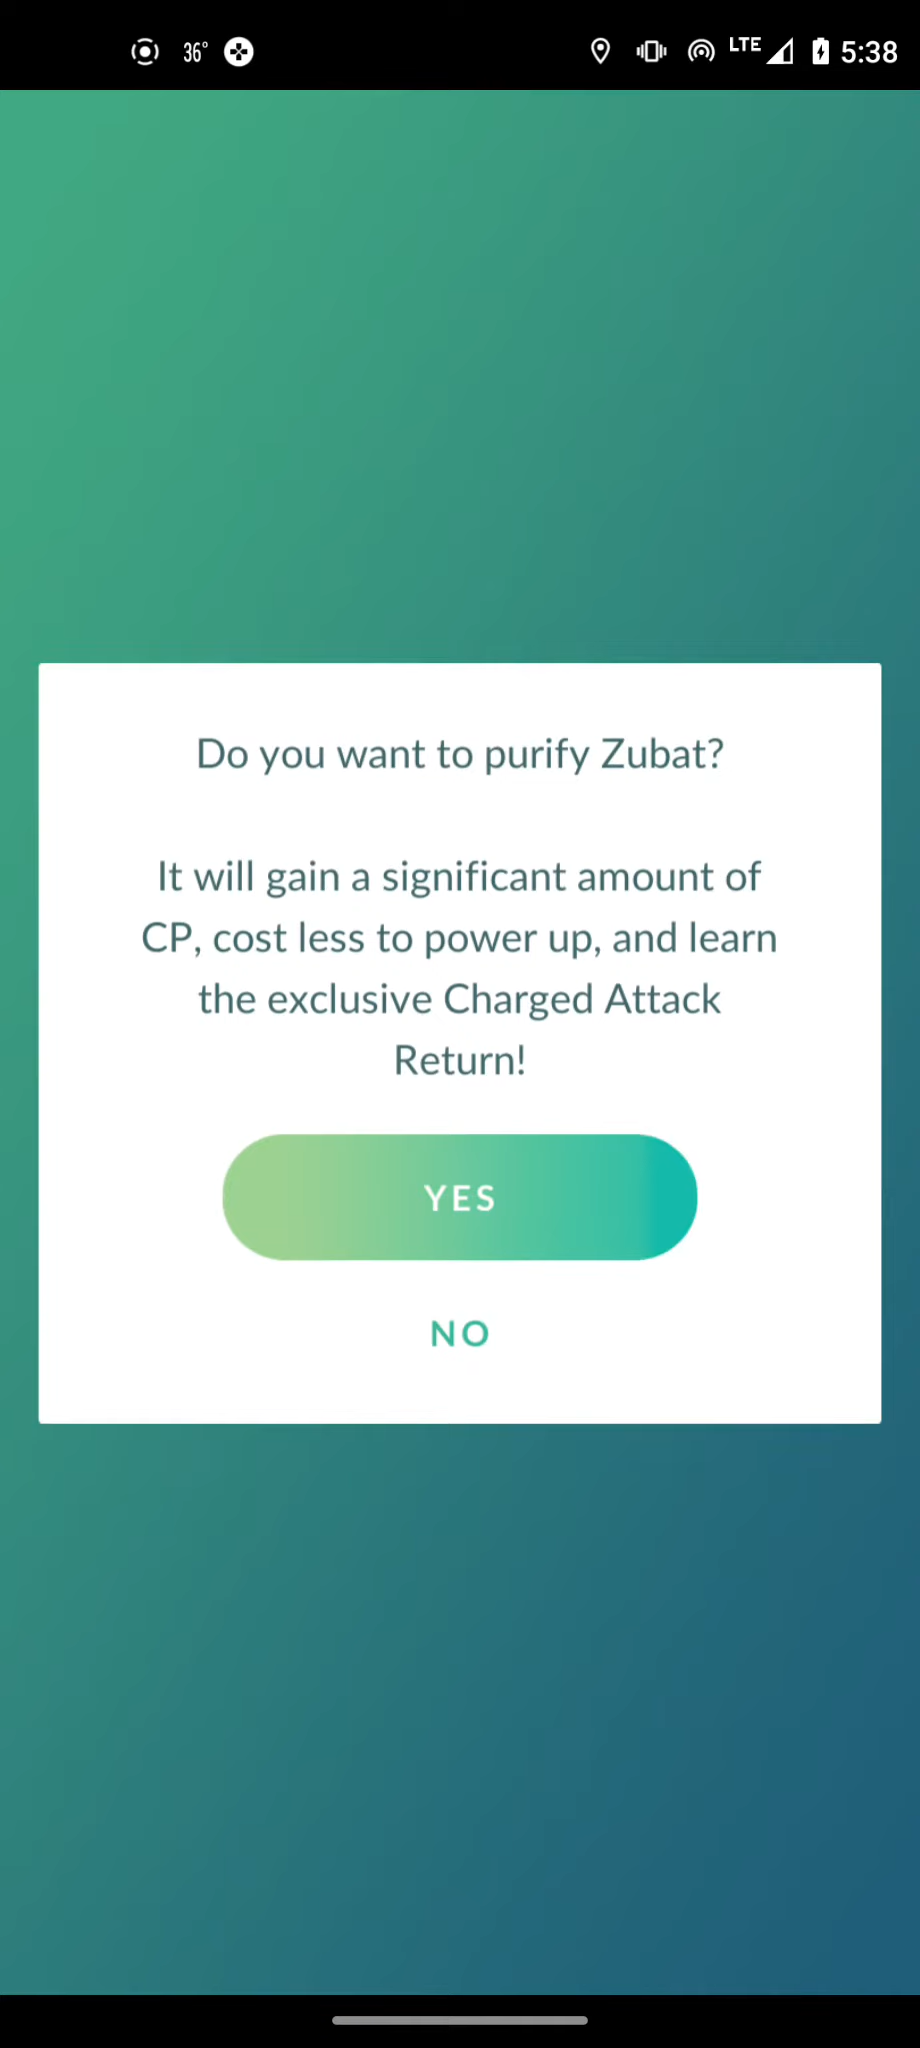 36° LTE 5:38
Do you want to purify Zubat?
It will gain a significant amount of
CP, cost less to power up, and learn
the exclusive Charged Attack
Return!
YES
NO